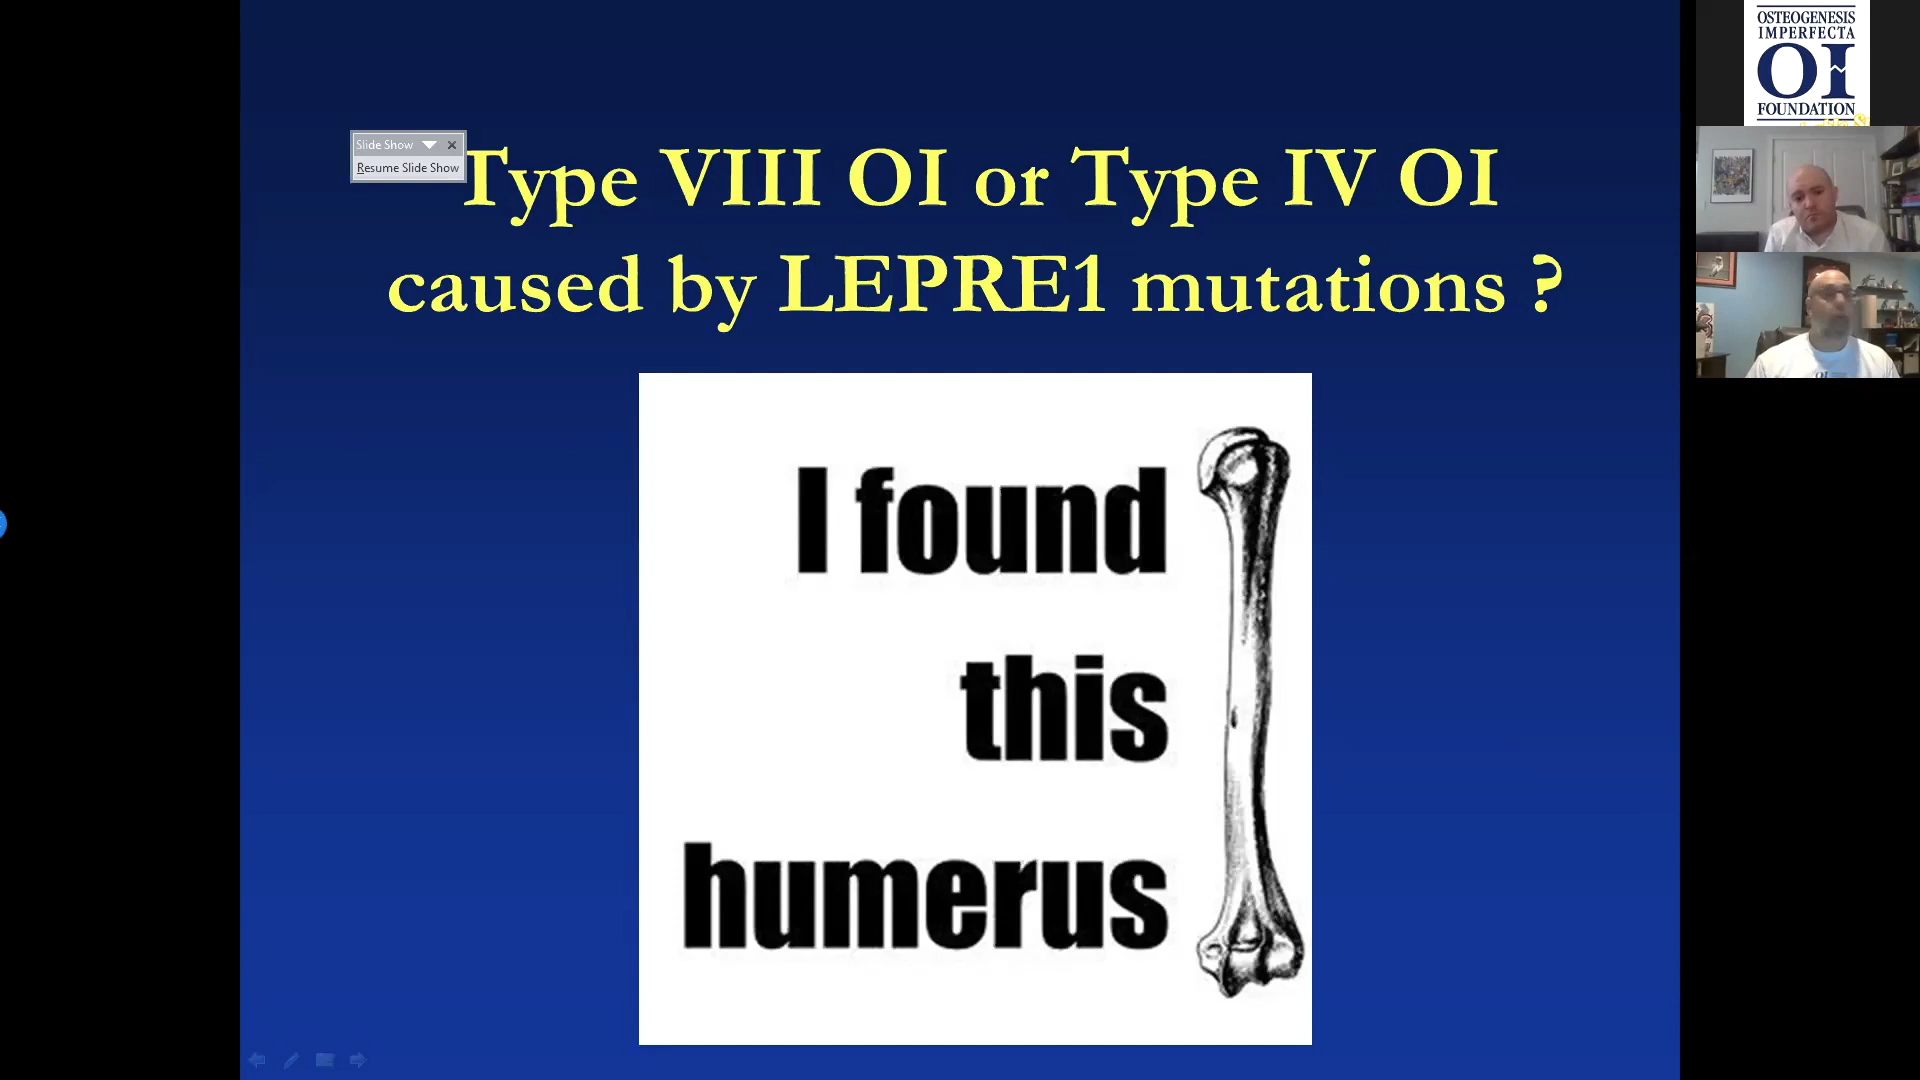 Slide Show
Resume Slide Show
Type VIII OI or Type IV OI
caused by LEPRE1 mutations ?
I found
this
humerus
OSTEOGENESIS
IMPERFECTA
OI
FOUNDATION
OI